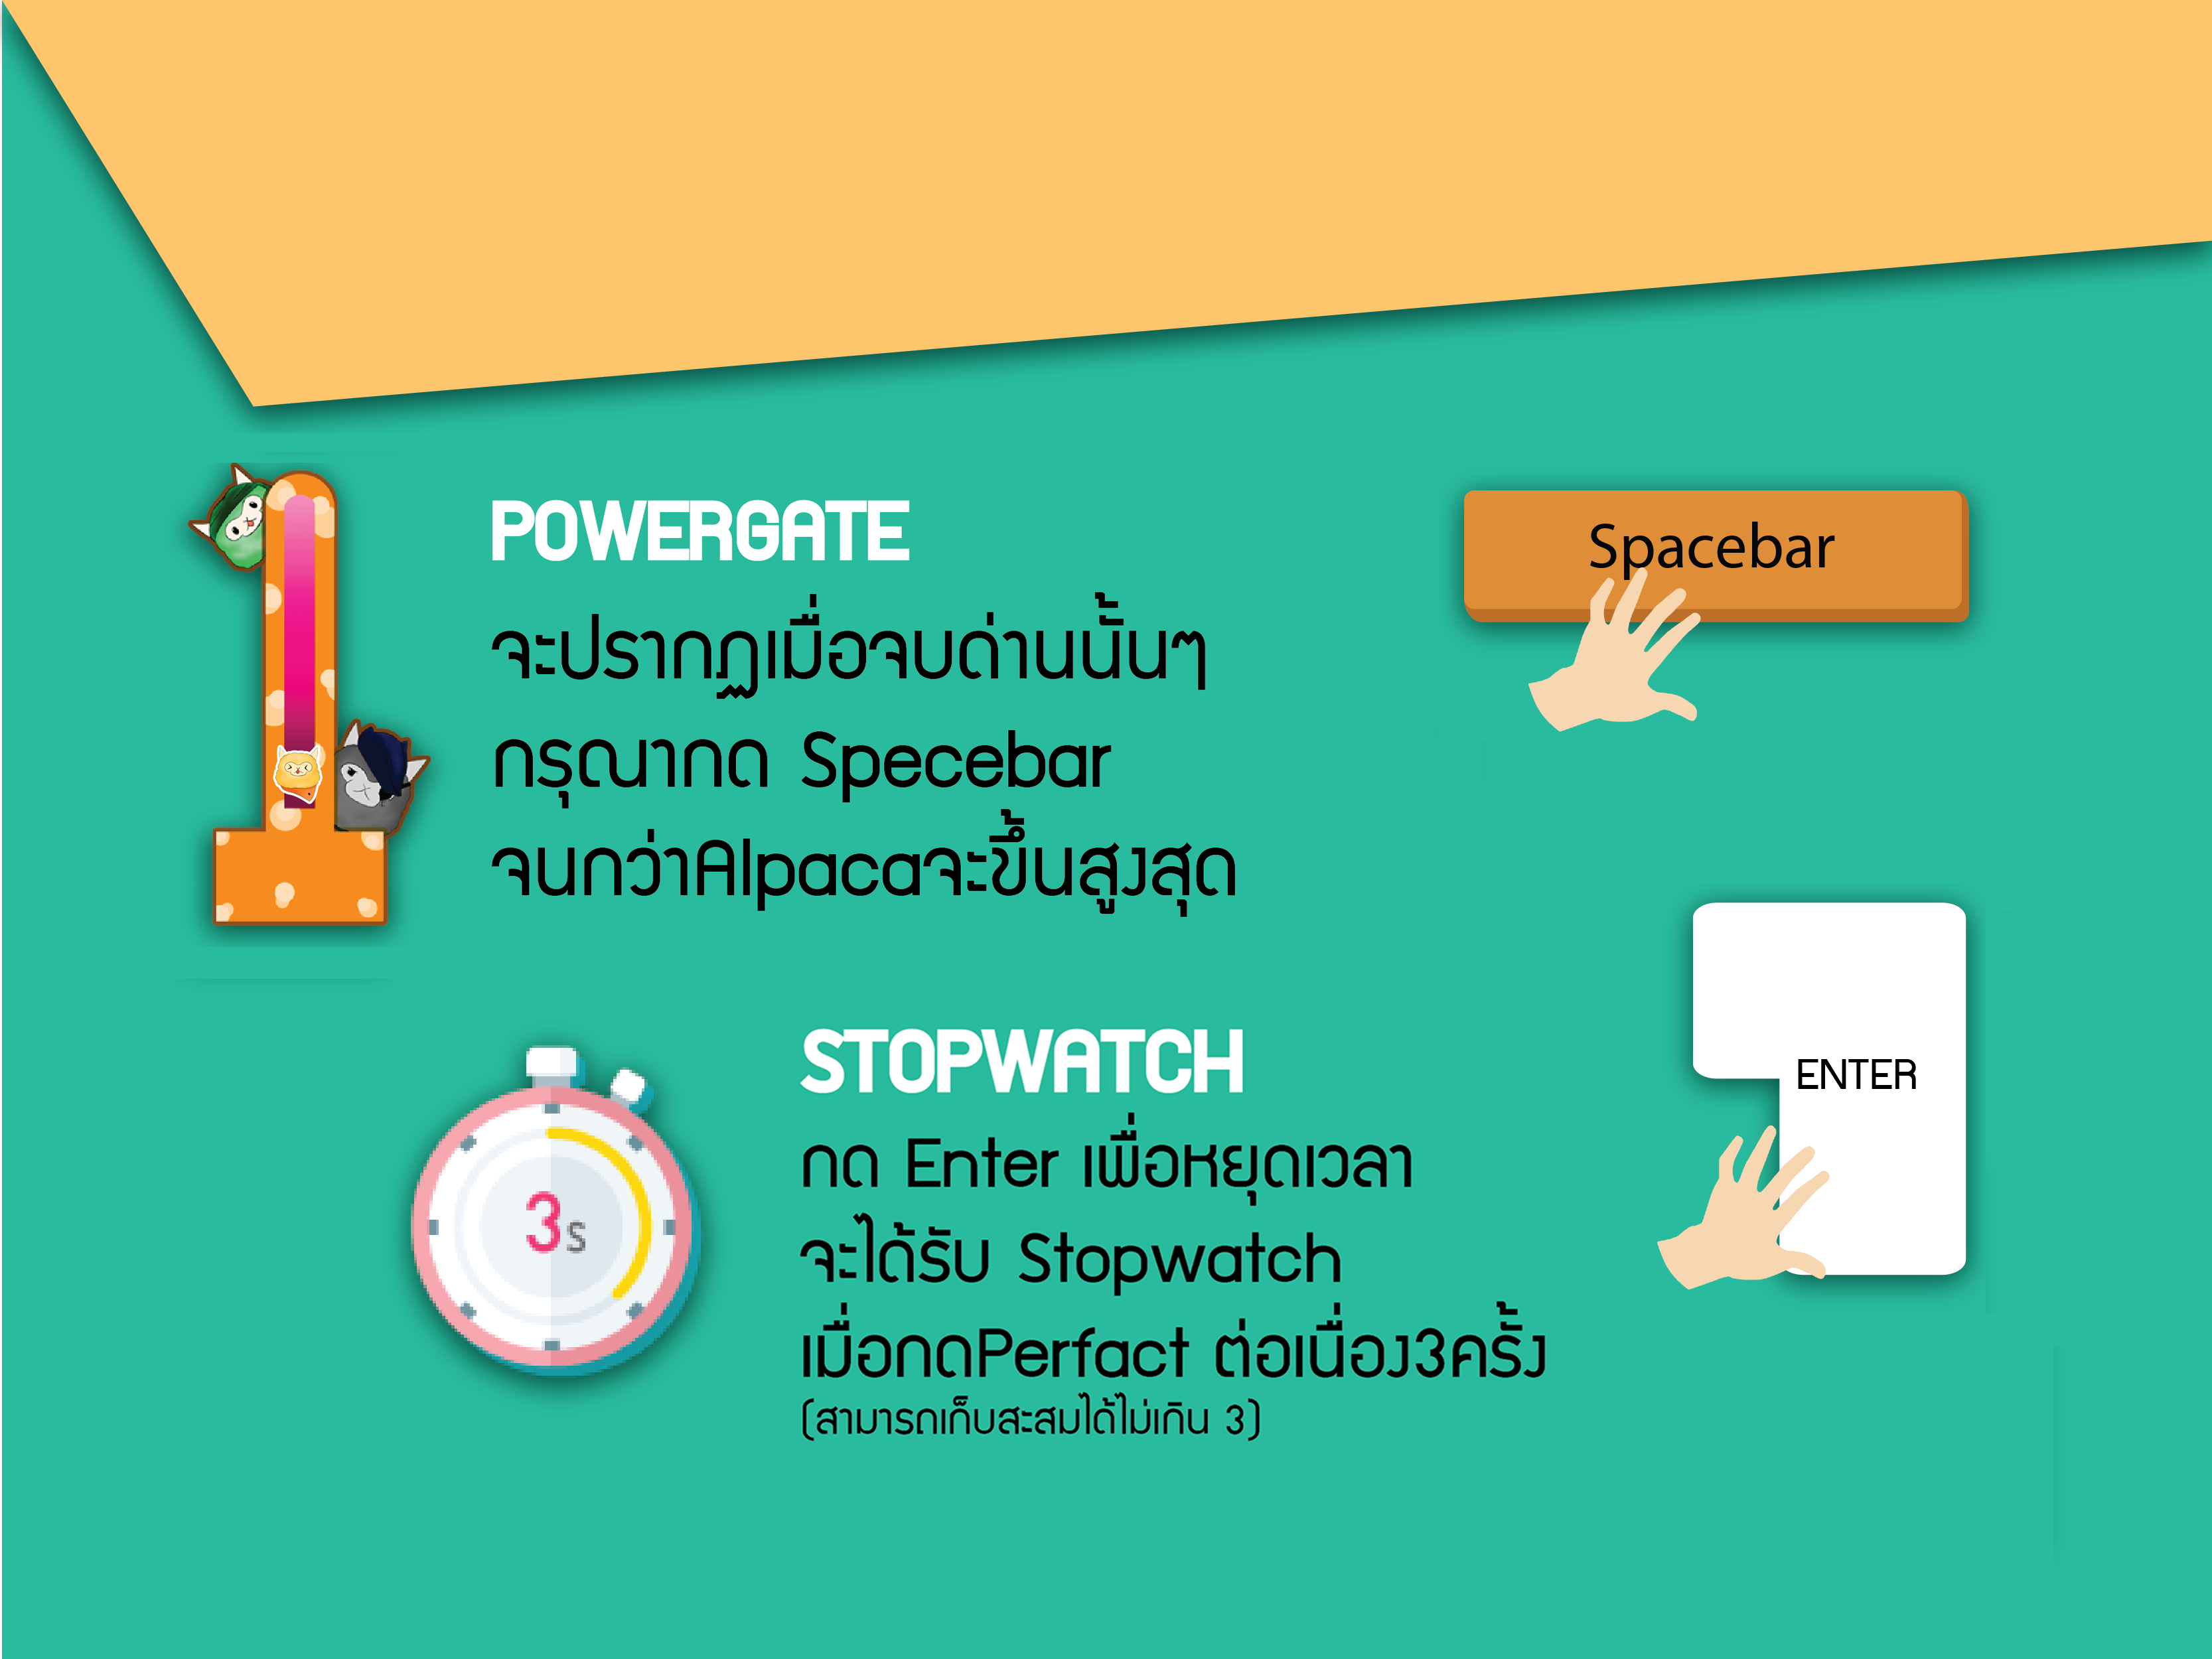 POWERGATE
จะปรากฏเมื่อจบด่านนั้นๆ
กรุณากด Specebar
จนกว่าAlpacaจะขึ้นสูงสุด
Spacebar
STOPWATCH
กด Enter เพื่อหยุดเวลา
จะได้รับ Stopwatch
เมื่อกดPerfact ต่อเนื่อง3ครั้ง
(สามารถเก็บสะสมได้ไม่เกิน 3)
3s
ENTER